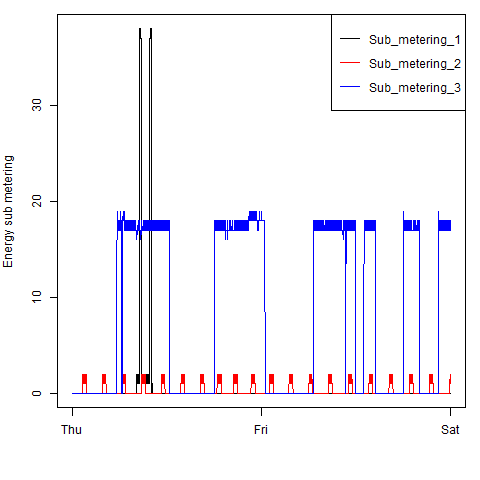 Sub_metering_1
Sub_metering_2
Sub_metering_3
Energy sub metering
30
20
10
0
Thu
Fri
Sat